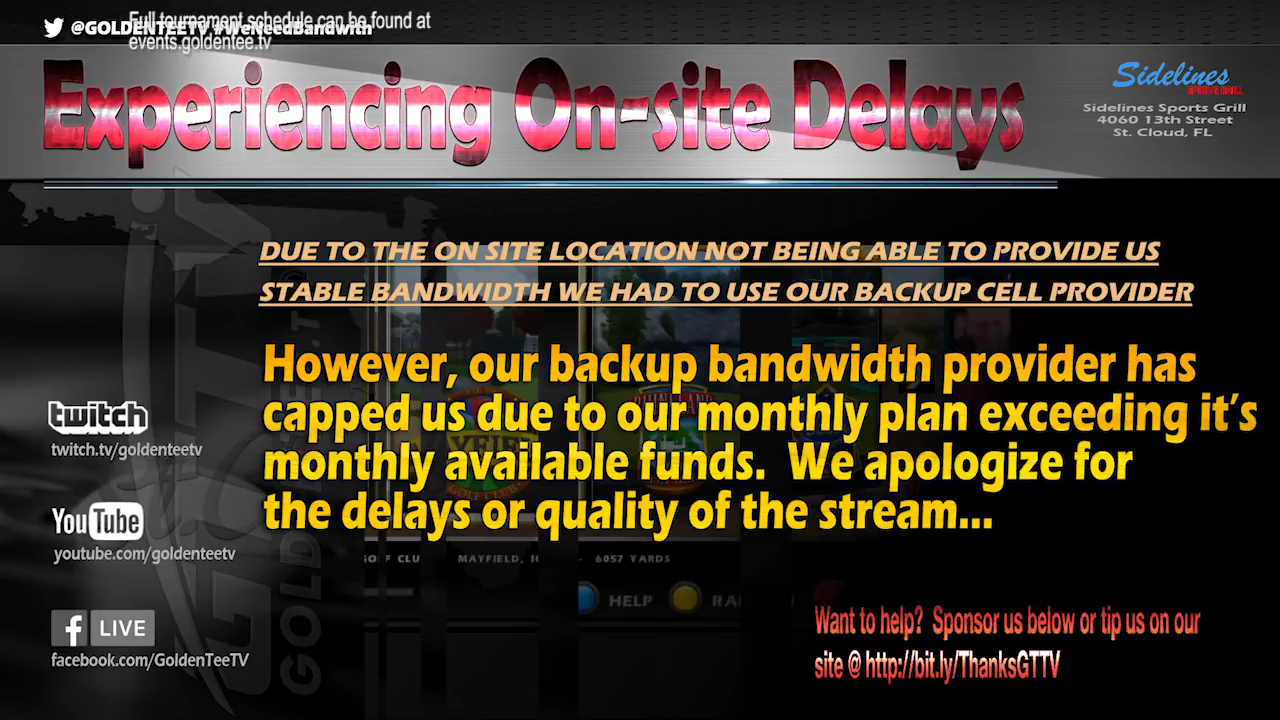 Full tournament schedule can be found at
@GOLDENTEETV #WeNeedBandwith
events.goldentee.tv
Experiencing On-site Delays
Sidelines
SPORTS GRILL
Sidelines Sports Grill
4060 13th Street
St. Cloud, FL
DUE TO THE ON SITE LOCATION NOT BEING ABLE TO PROVIDE US
STABLE BANDWIDTH WE HAD TO USE OUR BACKUP CELL PROVIDER
However, our backup bandwidth provider has
capped us due to our monthly plan exceeding it's
monthly available funds. We apologize for
the delays or quality of the stream...
twitch
twitch.tv/goldenteetv
YouTube
youtube.com/goldenteetv
f LIVE
facebook.com/GoldenTeeTV
GOLF CLU
MAYFIELD,
6057 YARDS
HELP
Want to help? Sponsor us below or tip us on our
site @ http://bit.ly/ThanksGTTV